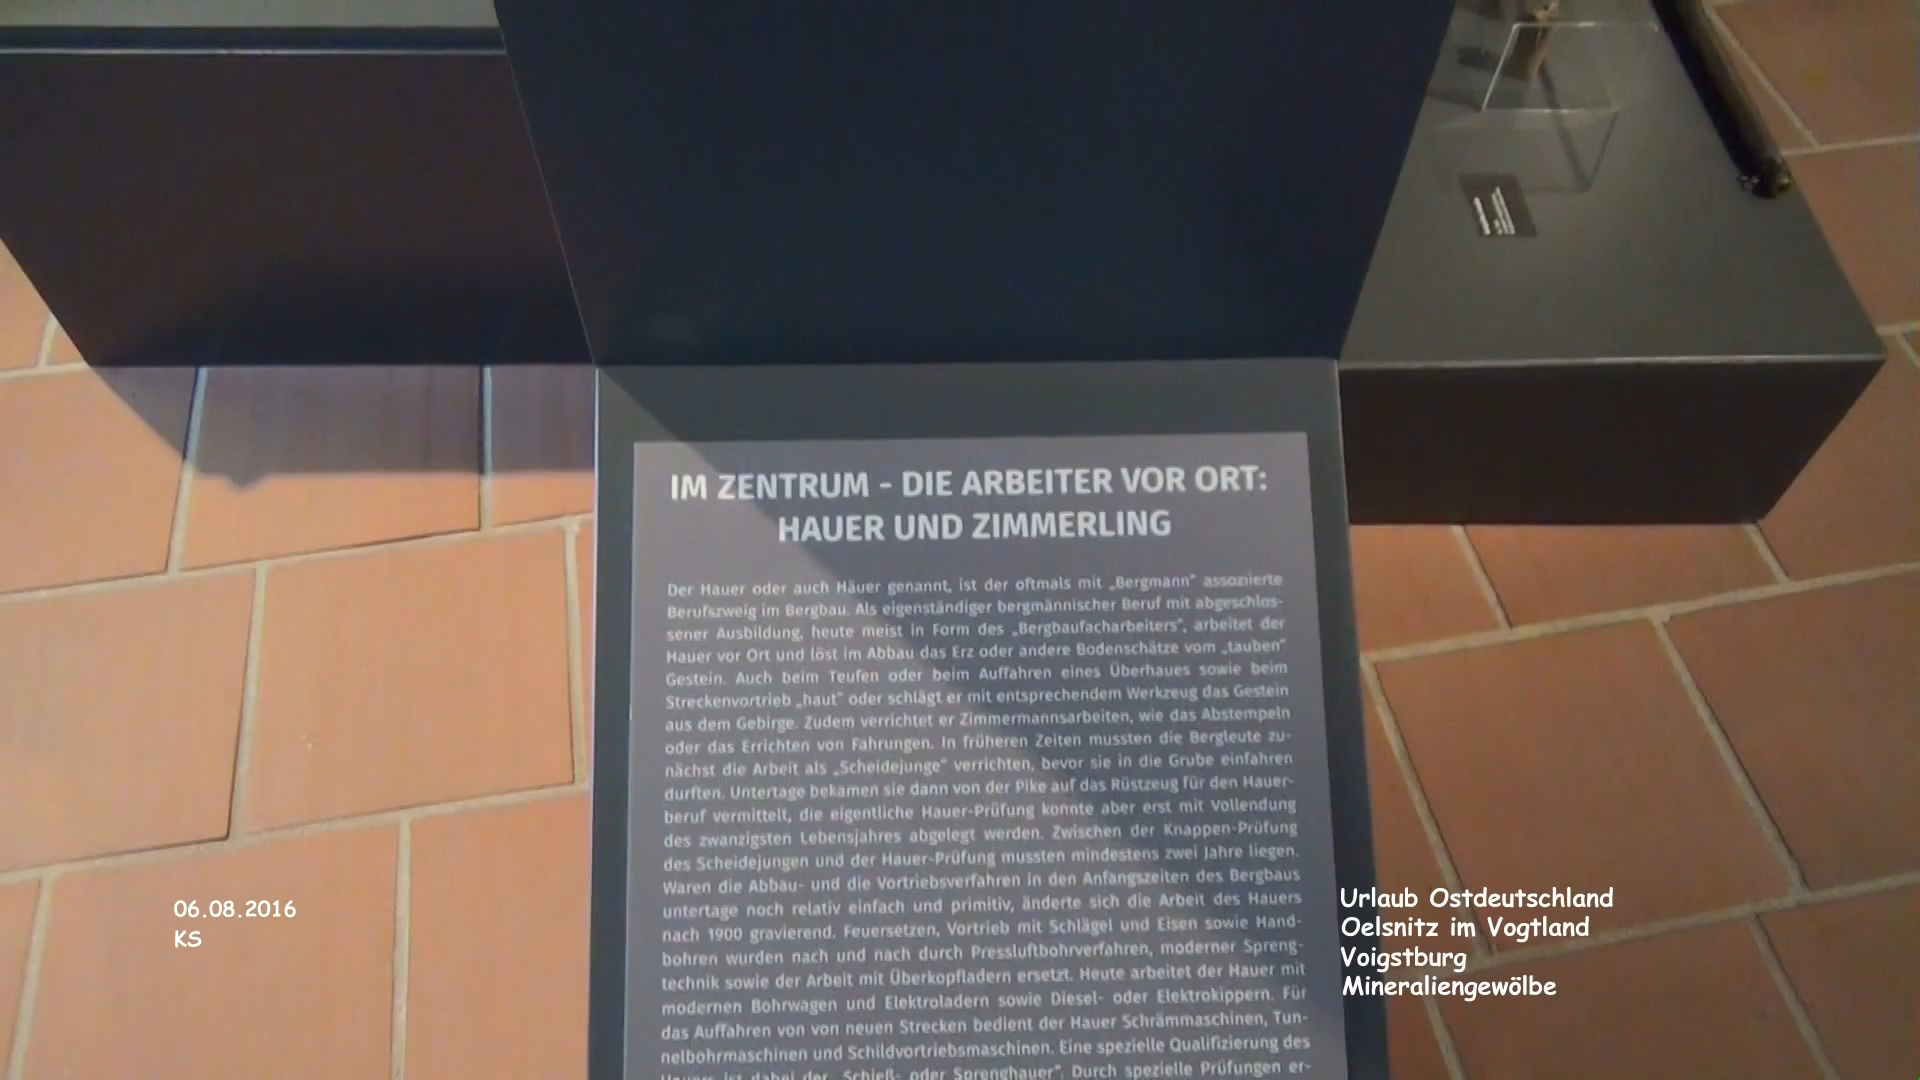 IM ZENTRUM - DIE ARBEITER VOR ORT:
HAUER UND ZIMMERLING
Der Hauer oder auch Häuer genannt, ist der oftmals mit „Bergmann“ assoziierte
Berufszweig im Bergbau. Als eigenständiger bergmännischer Beruf mit abgeschlos-
sener Ausbildung, heute meist in Form des „Bergbaufacharbeiters“, arbeitet der
Hauer vor Ort und löst im Abbau das Erz oder andere Bodenschätze vom „tauben“
Gestein. Auch beim Teufen oder beim Auffahren eines Überhaues sowie beim
Streckenvortrieb „haut“ oder schlägt er mit entsprechendem Werkzeug das Gestein
aus dem Gebirge. Zudem verrichtet er Zimmermannsarbeiten, wie das Abstempeln
oder das Errichten von Fahrungen. In früheren Zeiten mussten die Bergleute zu-
nächst die Arbeit als „Scheidejunge“ verrichten, bevor sie in die Grube einfahren
durften. Untertage bekamen sie dann von der Pike auf das Rüstzeug für den Hauer-
beruf vermittelt, die eigentliche Hauer-Prüfung konnte aber erst mit Vollendung
des zwanzigsten Lebensjahres abgelegt werden. Zwischen der Knappen-Prüfung
des Scheidejungen und der Hauer-Prüfung mussten mindestens zwei Jahre liegen.
Waren die Abbau- und die Vortriebsverfahren in den Anfangszeiten des Bergbaus
untertage noch relativ einfach und primitiv, änderte sich die Arbeit des Hauers
nach 1900 gravierend. Feuersetzen, Vortrieb mit Schlägel und Eisen sowie Hand-
bohren wurden nach und nach durch Pressluftbohrverfahren, moderner Spreng-
technik sowie der Arbeit mit Überkopfladern ersetzt. Heute arbeitet der Hauer mit
modernen Bohrwagen und Elektroladern sowie Diesel- oder Elektrokippern. Für
das Auffahren von von neuen Strecken bedient der Hauer Schrämmaschinen, Tun-
nelbohrmaschinen und Schildvortriebsmaschinen. Eine spezielle Qualifizierung des
Hauers ist dabei der „Schieß- oder Sprenghauer“. Durch spezielle Prüfungen er-
06.08.2016
KS
Urlaub Ostdeutschland
Oelsnitz im Vogtland
Voigstburg
Mineraliengewölbe